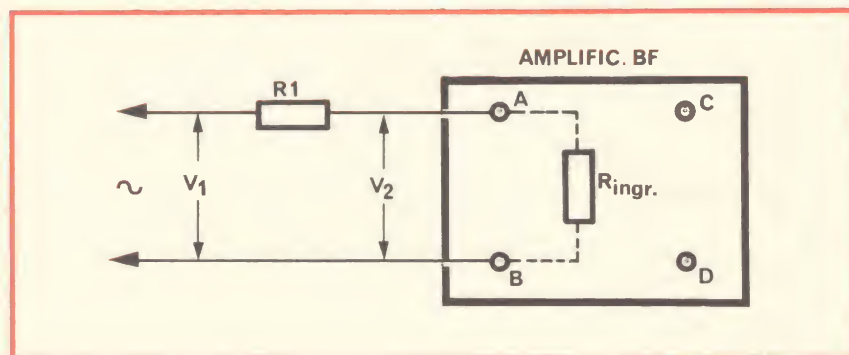 AMPLIFIC. BF
R1
A
C
∼
V1
V2
Ringr.
B
D